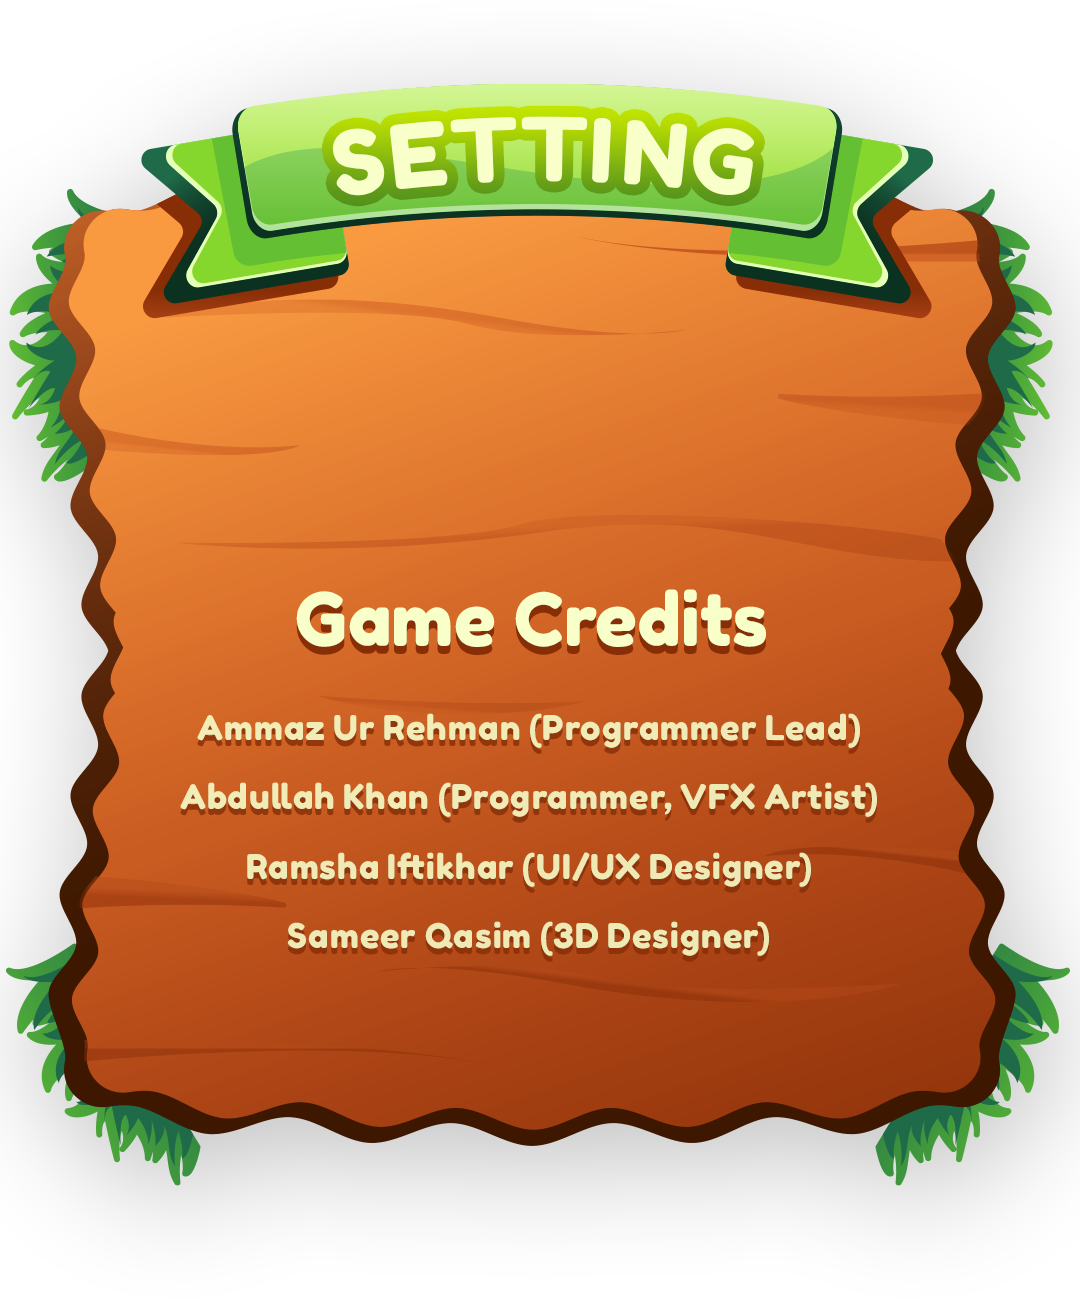 SETTING
Game Credits
Ammaz Ur Rehman (Programmer Lead)
Abdullah Khan (Programmer, VFX Artist)
Ramsha Iftikhar (UI/UX Designer)
Sameer Qasim (3D Designer)